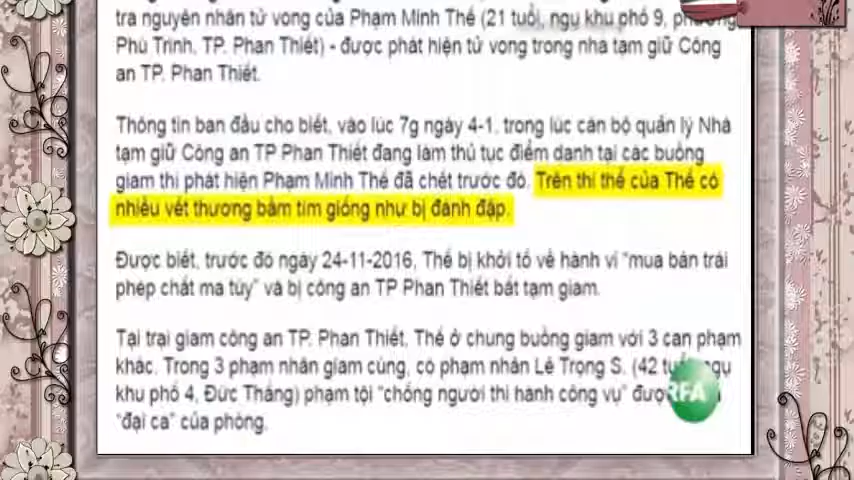 tra nguyên nhân tử vong của Phạm Minh Thế (21 tuổi, ngụ khu phố 9, phường
Phú Trinh, TP. Phan Thiết) - được phát hiện tử vong trong nhà tạm giữ Công
an TP. Phan Thiết.
Thông tin ban đầu cho biết, vào lúc 7g ngày 4-1, trong lúc cán bộ quản lý Nhà
tạm giữ Công an TP Phan Thiết đang làm thủ tục điểm danh tại các buồng
giam thì phát hiện Phạm Minh Thế đã chết trước đó. Trên thi thể của Thế có
nhiều vết thương bầm tím giống như bị đánh đập.
Được biết, trước đó ngày 24-11-2016, Thế bị khởi tố về hành vi "mua bán trái
phép chất ma túy" và bị công an TP Phan Thiết bắt tạm giam.
Tại trại giam công an TP. Phan Thiết, Thế ở chung buồng giam với 3 can phạm
khác. Trong 3 phạm nhân giam cùng, có phạm nhân Lê Trọng S. (42 tuổi, ngụ
khu phố 4, Đức Thắng) phạm tội "chống người thi hành công vụ" được
"đại ca" của phòng.
RFA